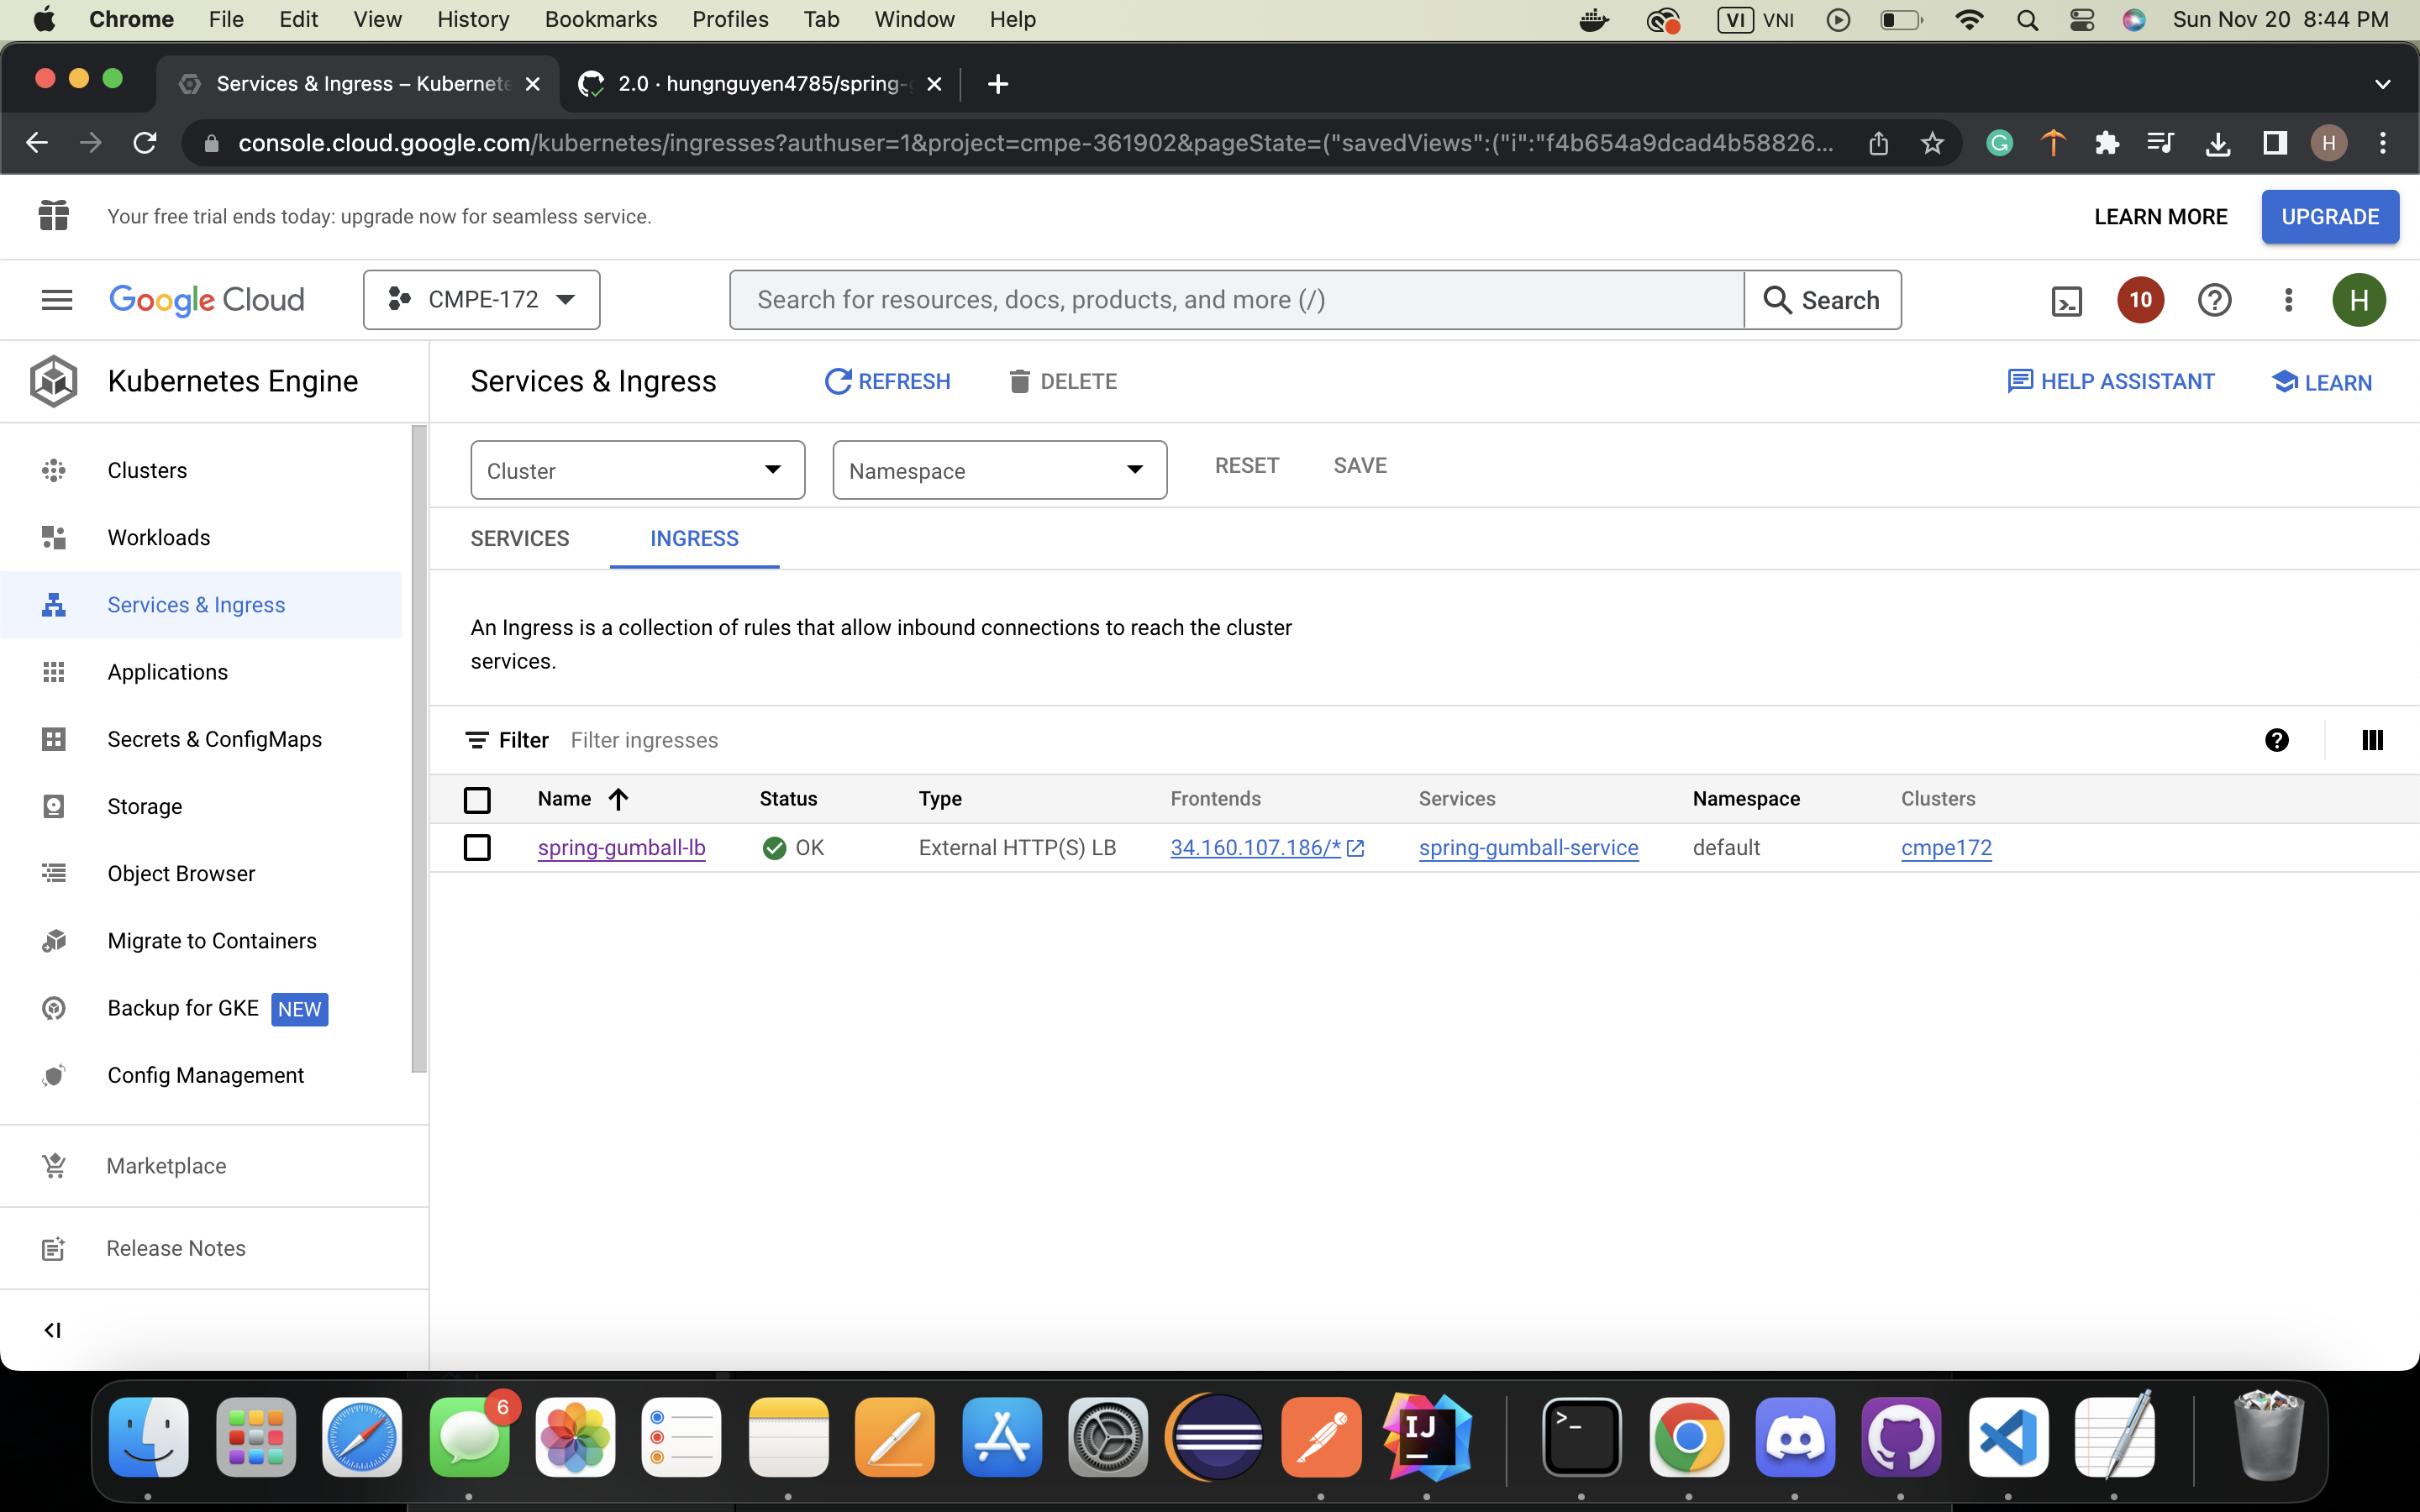 Chrome File Edit View History Bookmarks Profiles Tab Window Help VI VNI Sun Nov 20 8:44 PM
Services & Ingress – Kubernete 2.0 · hungnguyen4785/spring-g
console.cloud.google.com/kubernetes/ingresses?authuser=1&project=cmpe-361902&pageState=("savedViews":("i":"f4b654a9dcad4b58826... G H
Your free trial ends today: upgrade now for seamless service. LEARN MORE UPGRADE
Google Cloud CMPE-172 Search for resources, docs, products, and more (/) Search 10 H
Kubernetes Engine Services & Ingress REFRESH DELETE HELP ASSISTANT LEARN
Clusters
Workloads
Services & Ingress
Applications
Secrets & ConfigMaps
Storage
Object Browser
Migrate to Containers
Backup for GKE NEW
Config Management
Marketplace
Release Notes
Cluster Namespace RESET SAVE
SERVICES INGRESS
An Ingress is a collection of rules that allow inbound connections to reach the cluster
services.
Filter Filter ingresses
Name Status Type Frontends Services Namespace Clusters
spring-gumball-lb OK External HTTP(S) LB 34.160.107.186/* spring-gumball-service default cmpe172
6
IJ